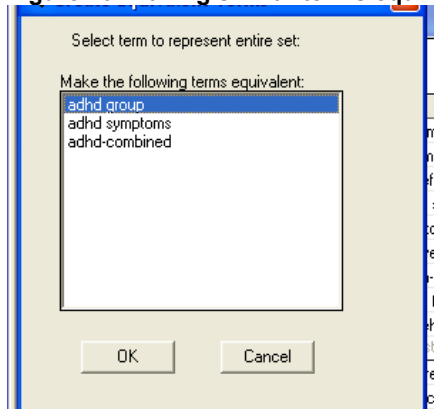 Select term to represent entire set:
Make the following terms equivalent:
adhd group
adhd symptoms
adhd-combined
OK
Cancel